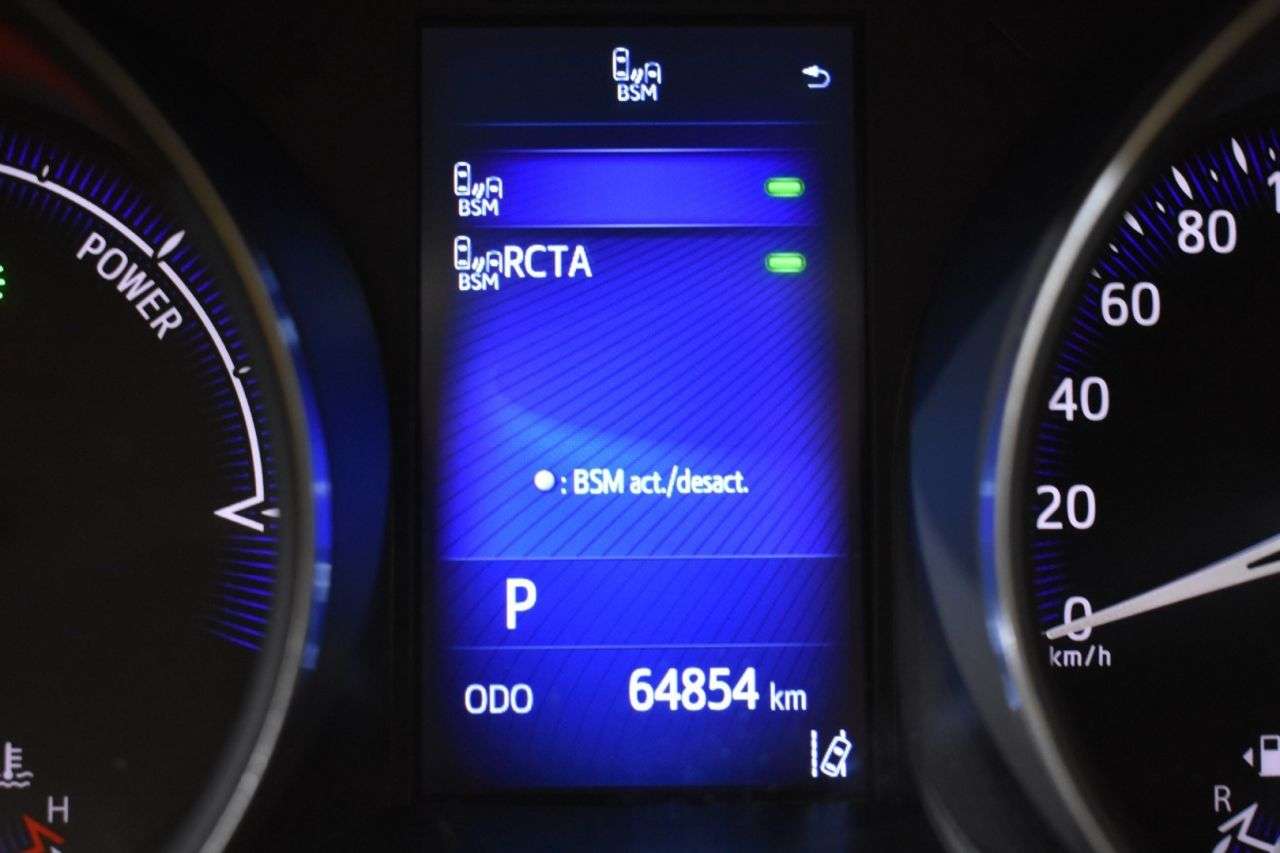 BSM
BSM
BSM RCTA
: BSM act./desact.
P
ODO 64854 km
POWER
H
80
60
40
20
0
km/h
R